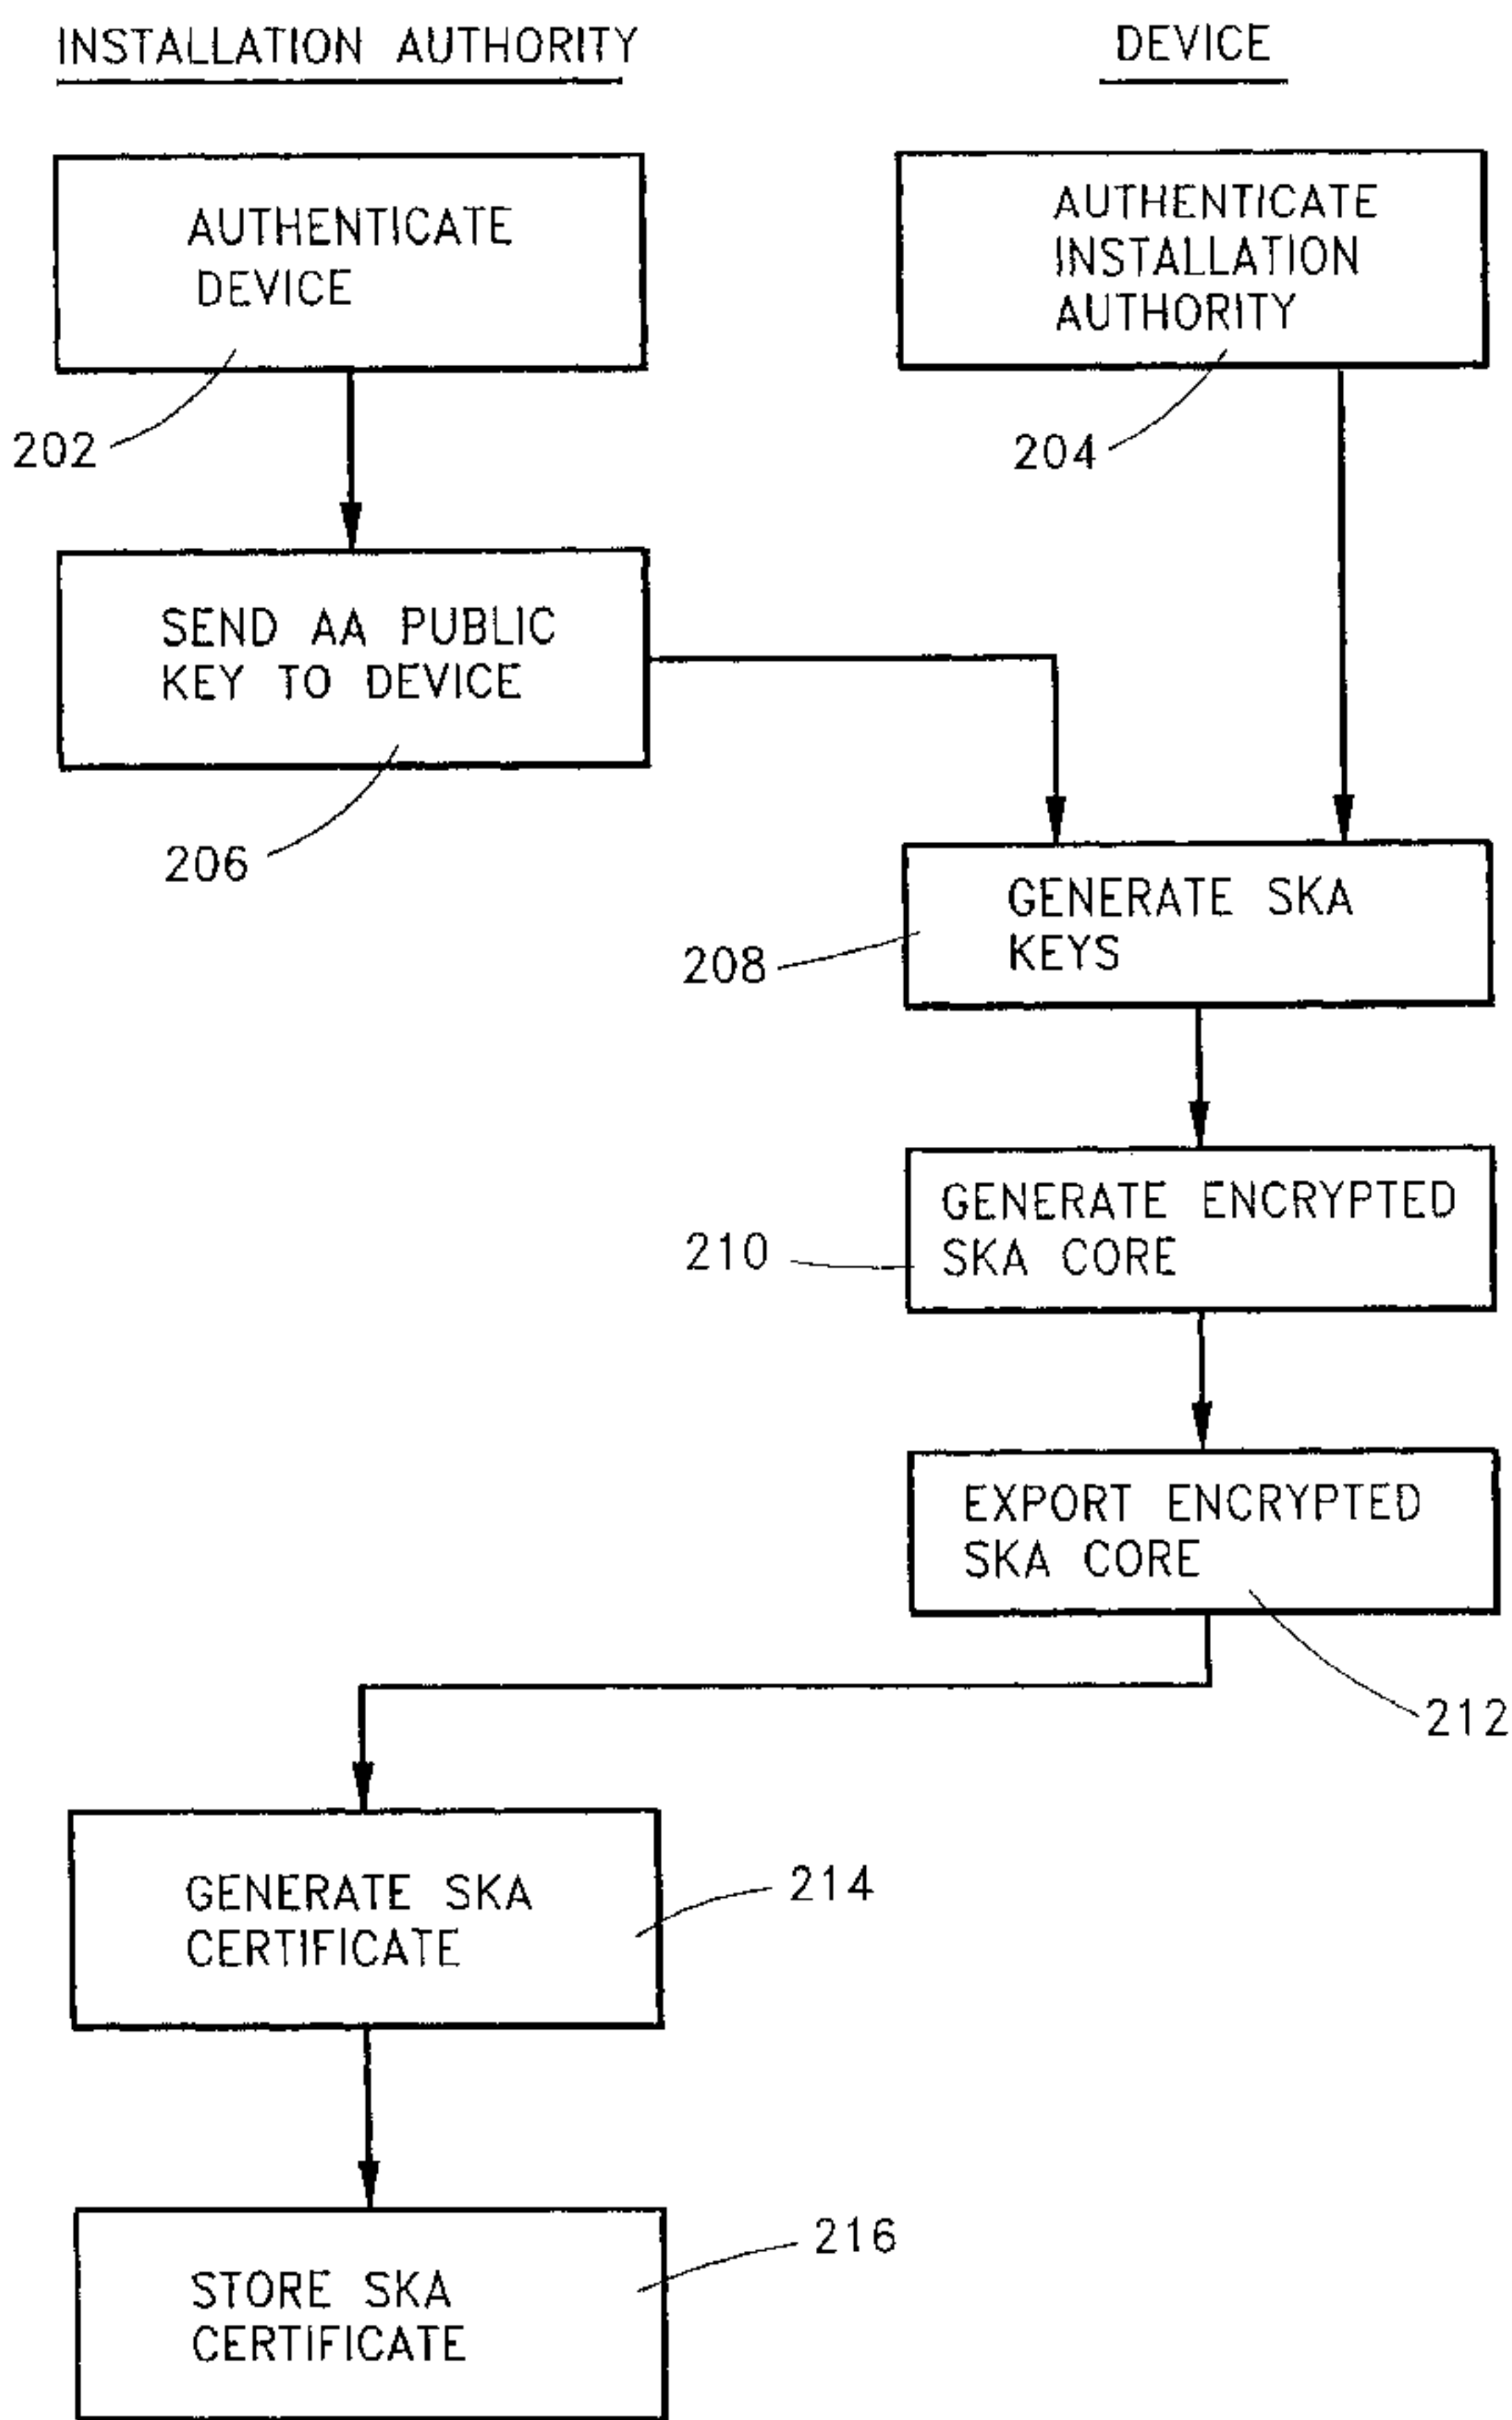 INSTALLATION AUTHORITY
DEVICE
AUTHENTICATE
DEVICE
202
AUTHENTICATE
INSTALLATION
AUTHORITY
204
SEND AA PUBLIC
KEY TO DEVICE
206
GENERATE SKA
KEYS
208
GENERATE ENCRYPTED
SKA CORE
210
EXPORT ENCRYPTED
SKA CORE
212
GENERATE SKA
CERTIFICATE
214
STORE SKA
CERTIFICATE
216